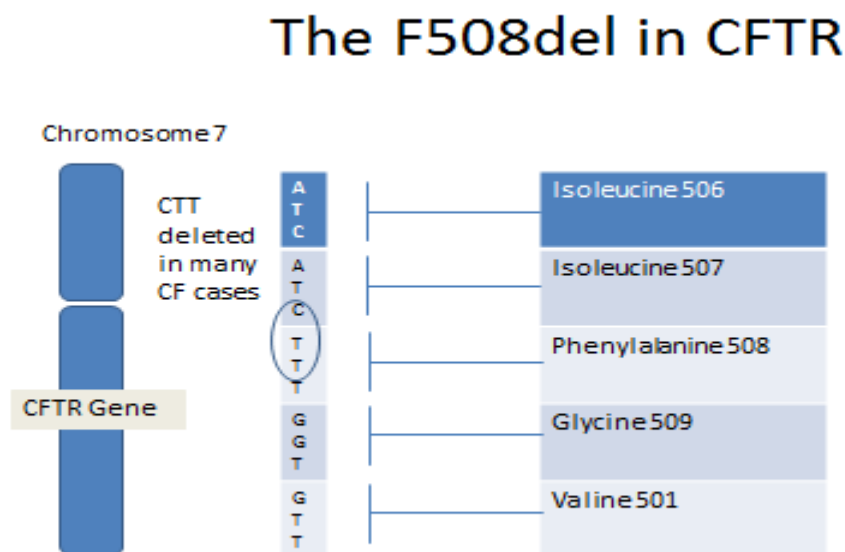 The F508del in CFTR
Chromosome 7
CTT
deleted
in many
CF cases
CFTR Gene
A
T
C
Isoleucine 506
A
T
C
Isoleucine 507
T
T
T
Phenylalanine 508
G
G
T
Glycine 509
G
T
T
Valine 501